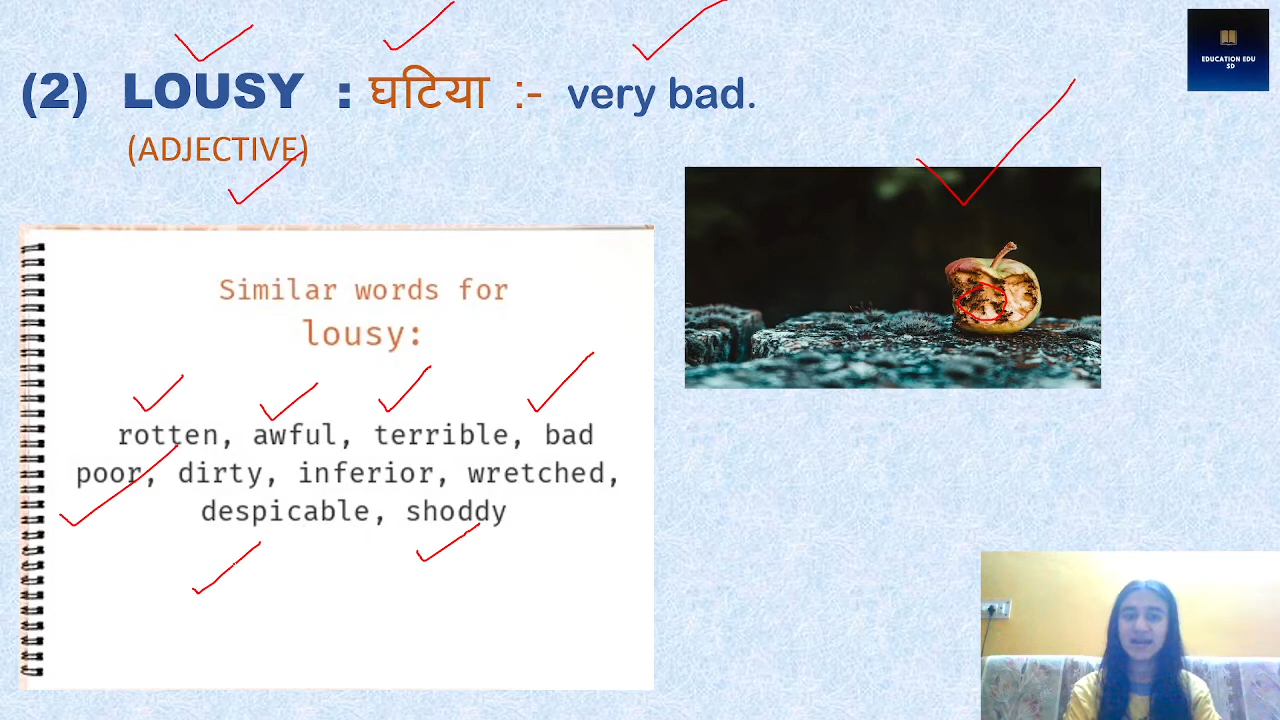 (2) LOUSY : घटिया :- very bad.
(ADJECTIVE)
EDUCATION EDU
SD
Similar words for
lousy:
rotten, awful, terrible, bad
poor, dirty, inferior, wretched,
despicable, shoddy